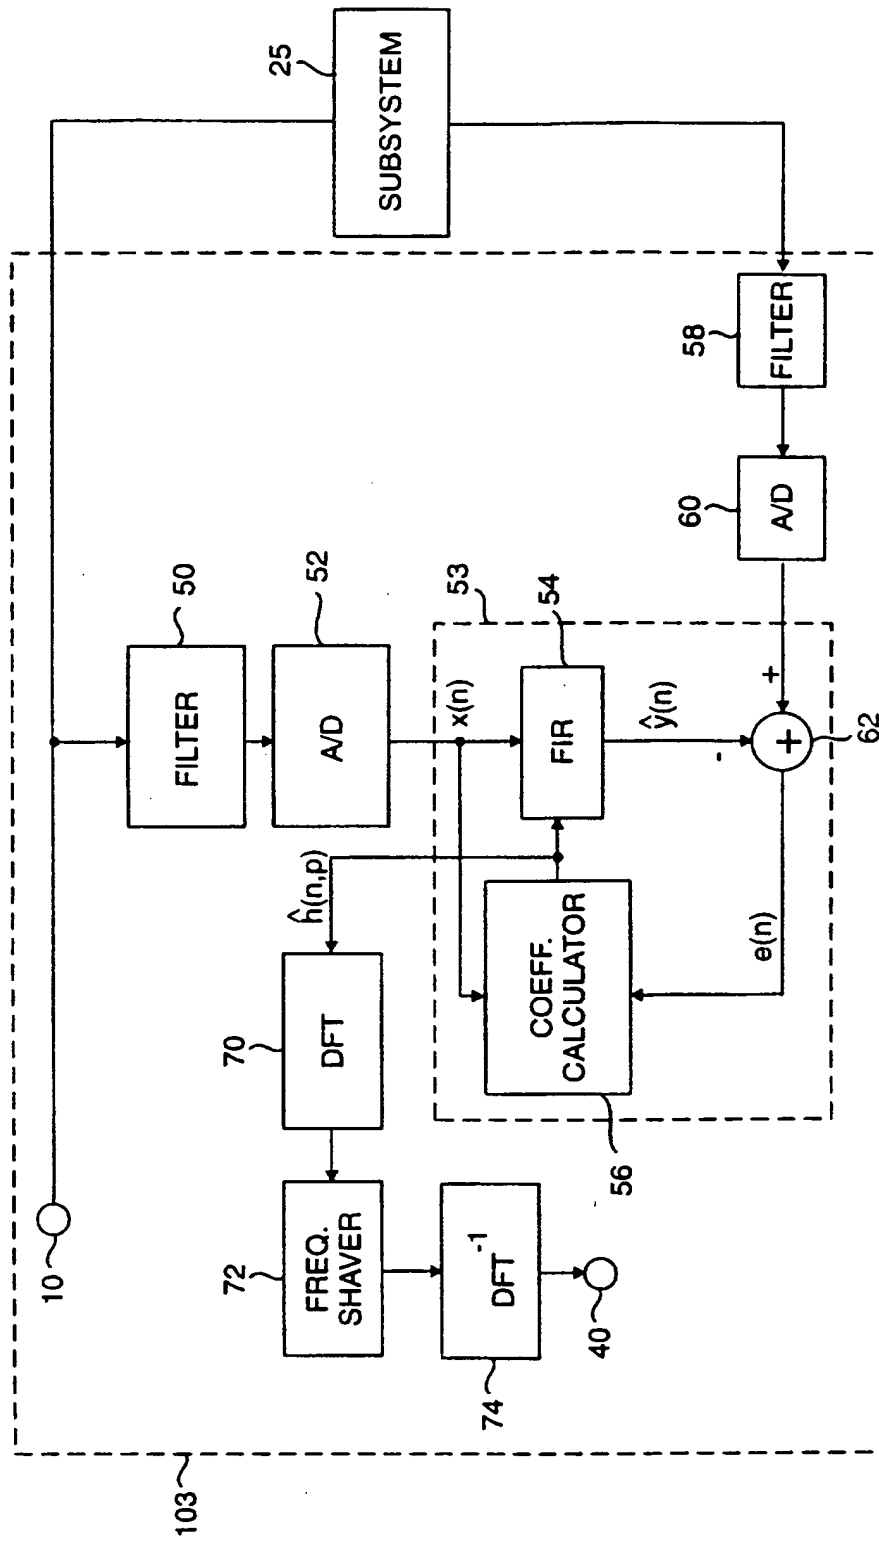 103
10
25
SUBSYSTEM
50
FILTER
52
A/D
x(n)
53
54
FIR
ŷ(n)
-
+
62
+
e(n)
COEFF.
CALCULATOR
56
ĥ(n,p)
70
DFT
72
FREQ.
SHAVER
DFT⁻¹
74
40
58
FILTER
60
A/D